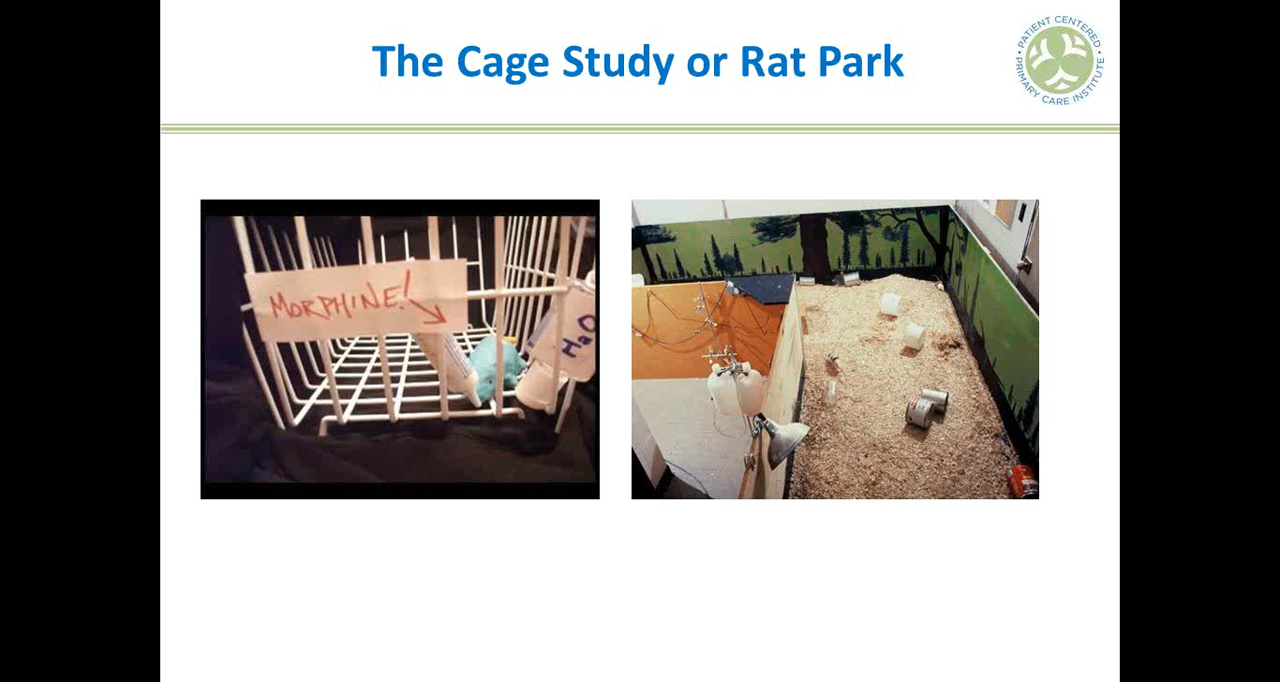 The Cage Study or Rat Park
PATIENT CENTERED
PRIMARY CARE INSTITUTE
MORPHINE!
H2O